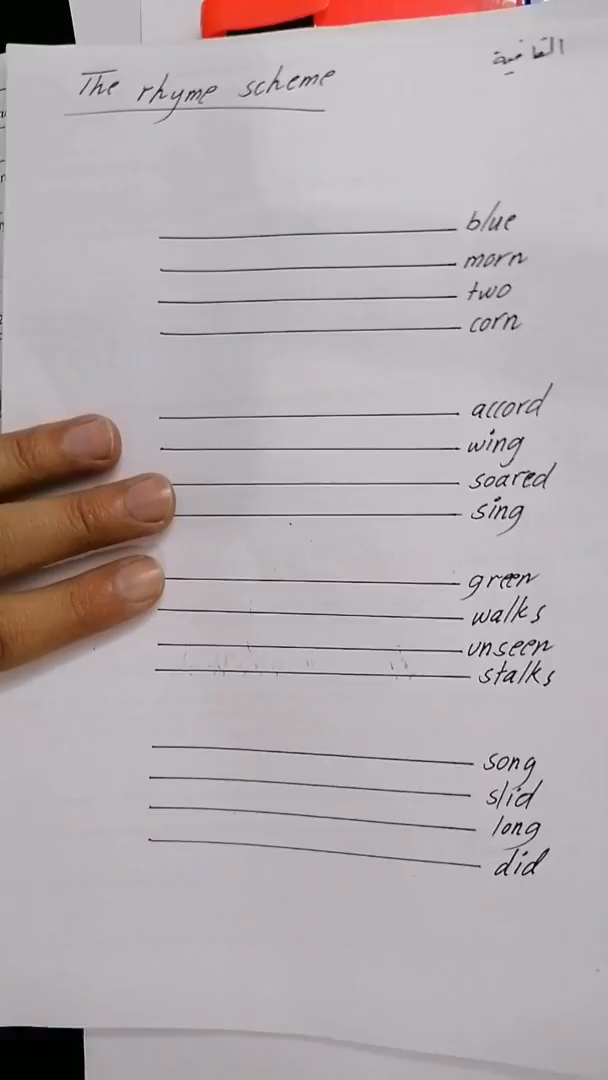 القافية
The rhyme scheme
blue
morn
two
corn
accord
wing
soared
sing
green
walks
unseen
stalks
song
slid
long
did